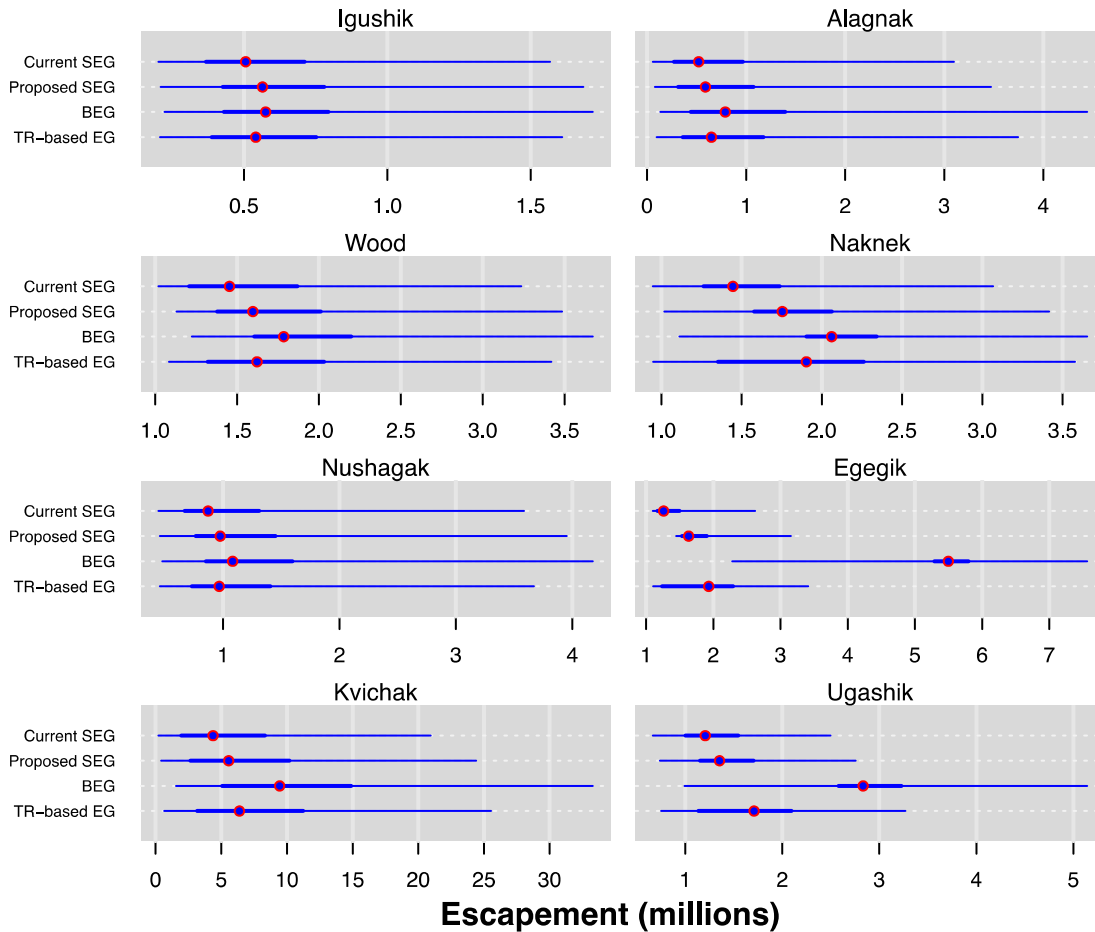 Igushik
Alagnak
Current SEG
Proposed SEG
BEG
TR−based EG
0.5 1.0 1.5
0 1 2 3 4
Wood
Naknek
Current SEG
Proposed SEG
BEG
TR−based EG
1.0 1.5 2.0 2.5 3.0 3.5
1.0 1.5 2.0 2.5 3.0 3.5
Nushagak
Egegik
Current SEG
Proposed SEG
BEG
TR−based EG
1 2 3 4
1 2 3 4 5 6 7
Kvichak
Ugashik
Current SEG
Proposed SEG
BEG
TR−based EG
0 5 10 15 20 25 30
1 2 3 4 5
Escapement (millions)